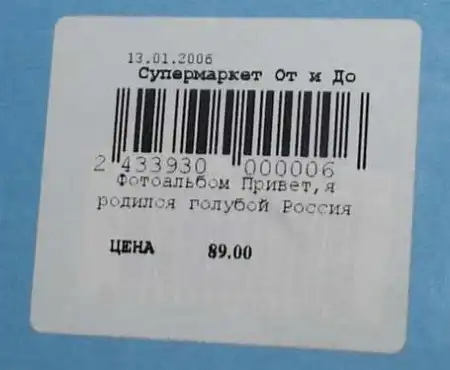 13.01.2006
Супермаркет От и До
2 433930 000006
Фотоальбом Привет,я
родился голубой Россия
ЦЕНА 89.00